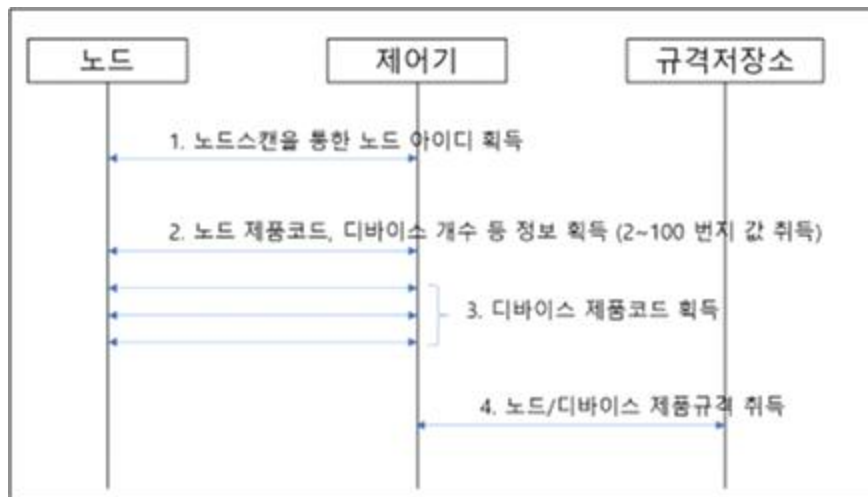 노드
제어기
규격저장소
1. 노드스캔을 통한 노드 아이디 획득
2. 노드 제품코드, 디바이스 개수 등 정보 획득 (2~100 번지 값 취득)
3. 디바이스 제품코드 획득
4. 노드/디바이스 제품규격 취득